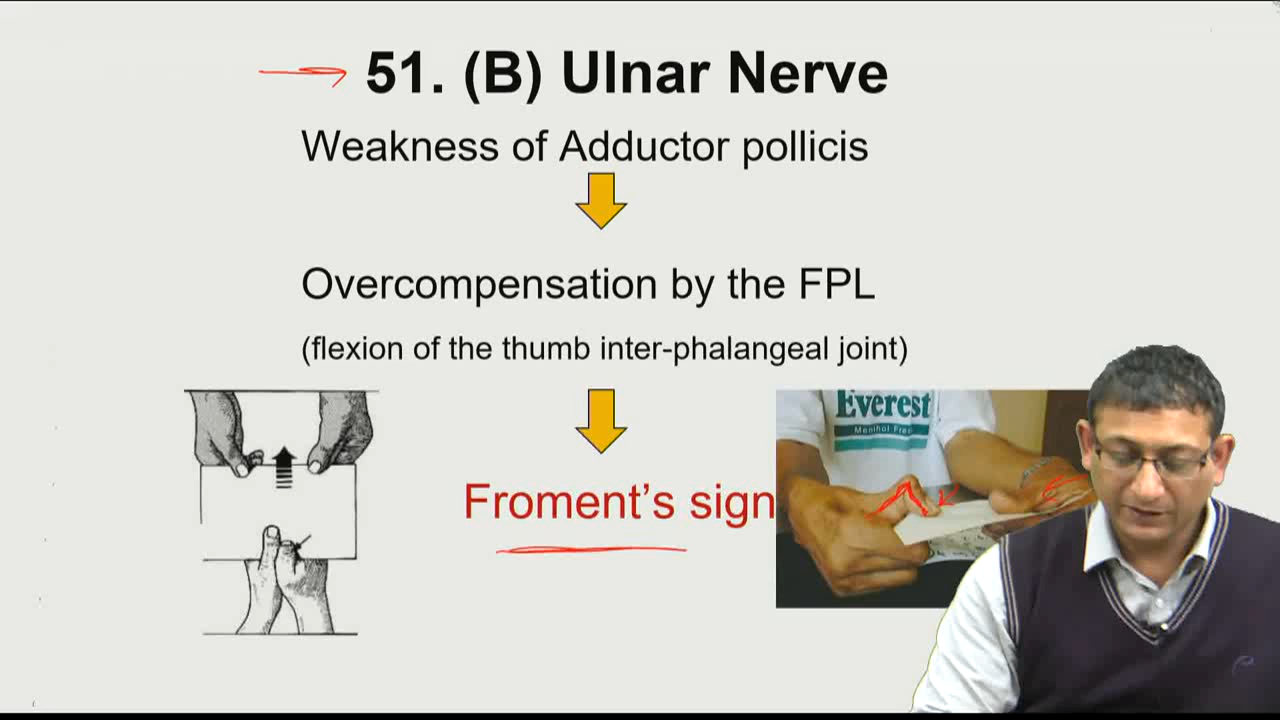 51. (B) Ulnar Nerve
Weakness of Adductor pollicis
Overcompensation by the FPL
(flexion of the thumb inter-phalangeal joint)
Everest
Menthol Fresh
Froment's sign